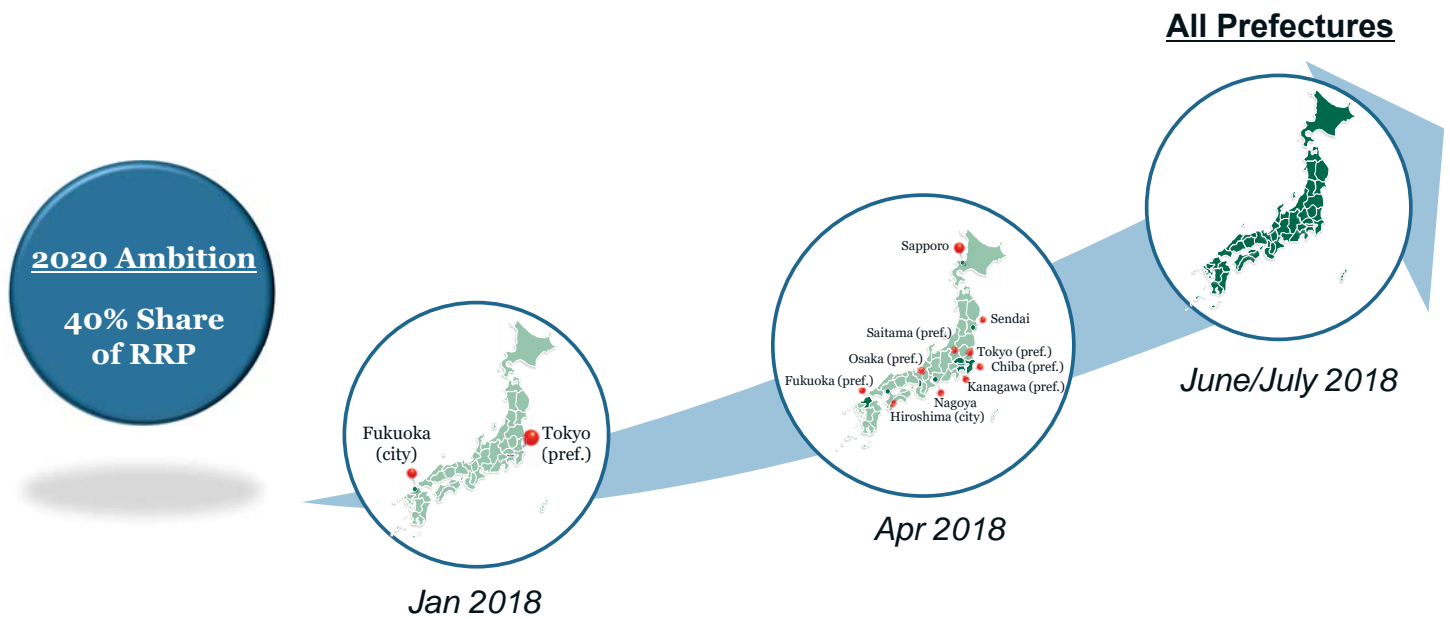 All Prefectures
2020 Ambition
40% Share
of RRP
Fukuoka
(city)
Tokyo
(pref.)
Jan 2018
Sapporo
Sendai
Saitama (pref.)
Tokyo (pref.)
Osaka (pref.)
Chiba (pref.)
Fukuoka (pref.)
Kanagawa (pref.)
Nagoya
Hiroshima (city)
Apr 2018
June/July 2018